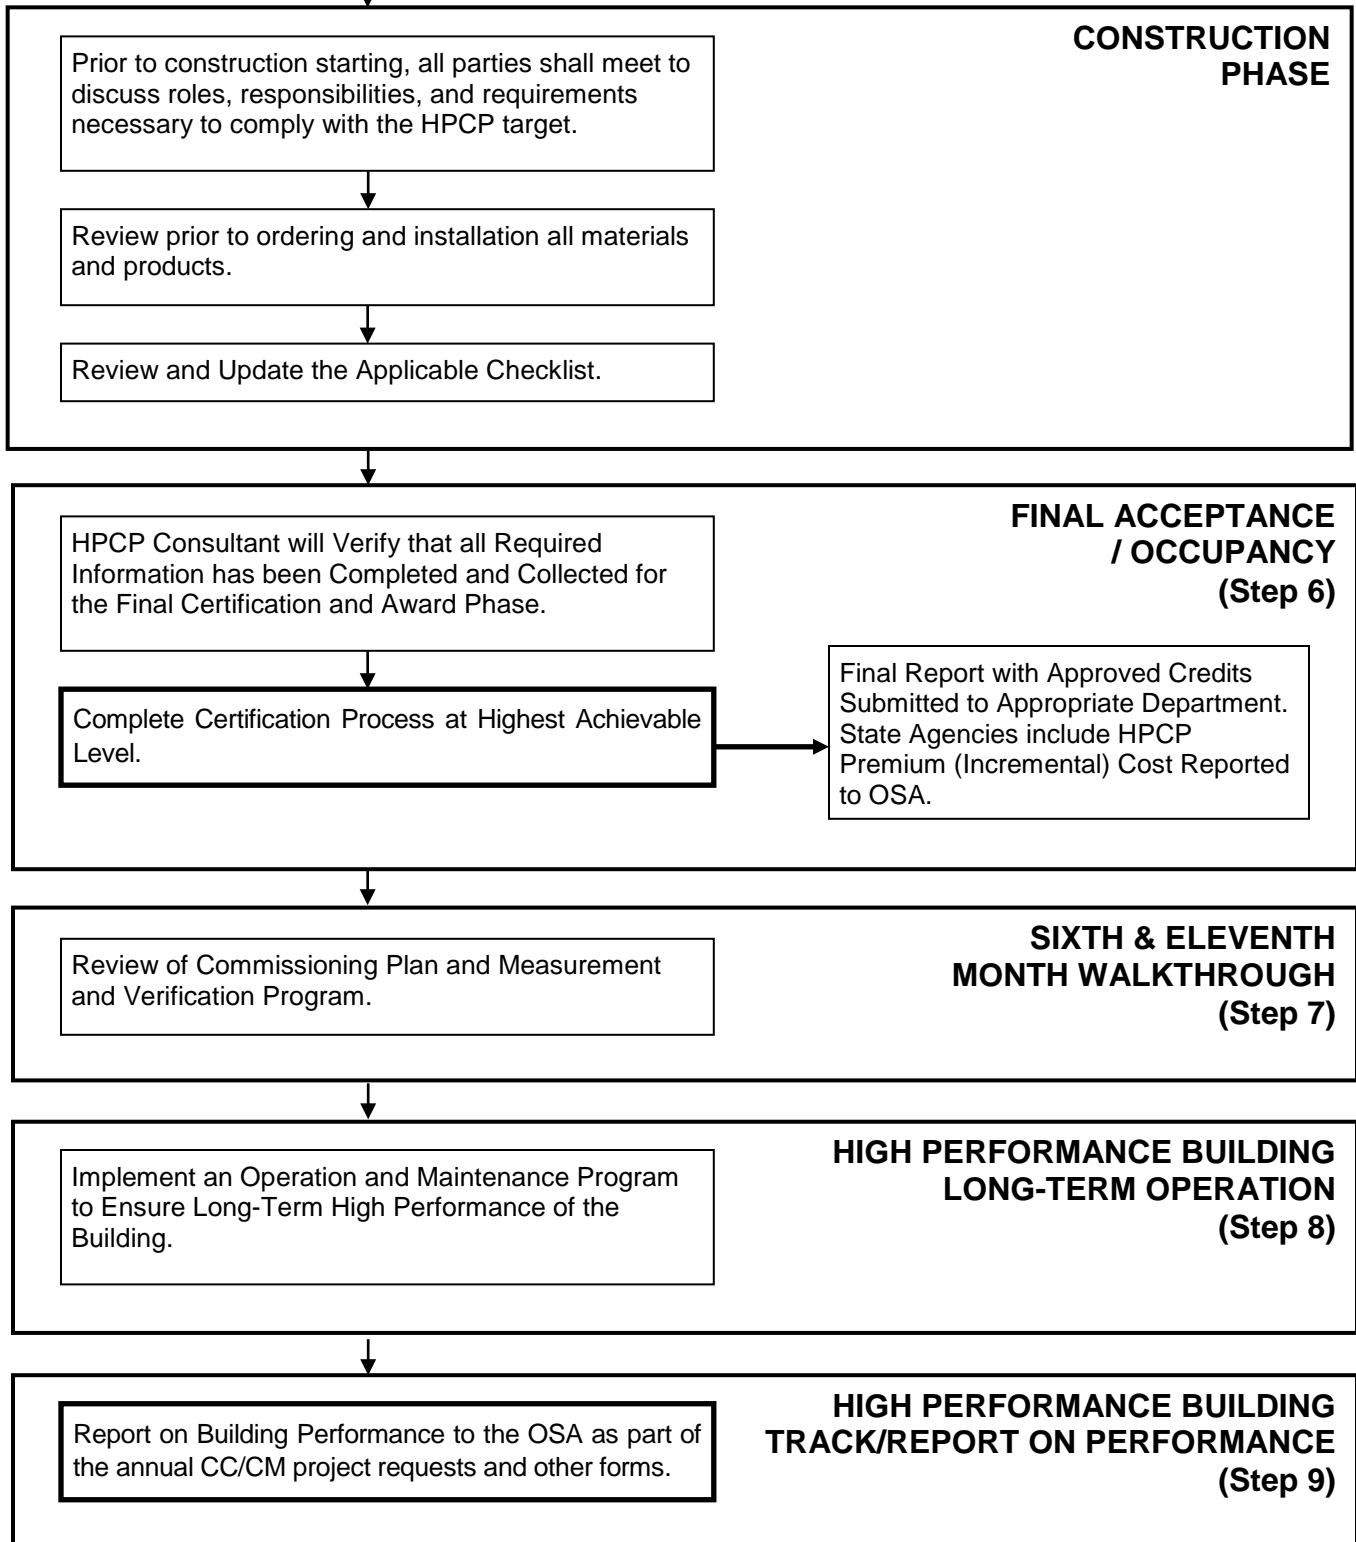 CONSTRUCTION
PHASE
Prior to construction starting, all parties shall meet to
discuss roles, responsibilities, and requirements
necessary to comply with the HPCP target.
Review prior to ordering and installation all materials
and products.
Review and Update the Applicable Checklist.
FINAL ACCEPTANCE
/ OCCUPANCY
(Step 6)
HPCP Consultant will Verify that all Required
Information has been Completed and Collected for
the Final Certification and Award Phase.
Complete Certification Process at Highest Achievable
Level.
Final Report with Approved Credits
Submitted to Appropriate Department.
State Agencies include HPCP
Premium (Incremental) Cost Reported
to OSA.
SIXTH & ELEVENTH
MONTH WALKTHROUGH
(Step 7)
Review of Commissioning Plan and Measurement
and Verification Program.
HIGH PERFORMANCE BUILDING
LONG-TERM OPERATION
(Step 8)
Implement an Operation and Maintenance Program
to Ensure Long-Term High Performance of the
Building.
HIGH PERFORMANCE BUILDING
TRACK/REPORT ON PERFORMANCE
(Step 9)
Report on Building Performance to the OSA as part of
the annual CC/CM project requests and other forms.